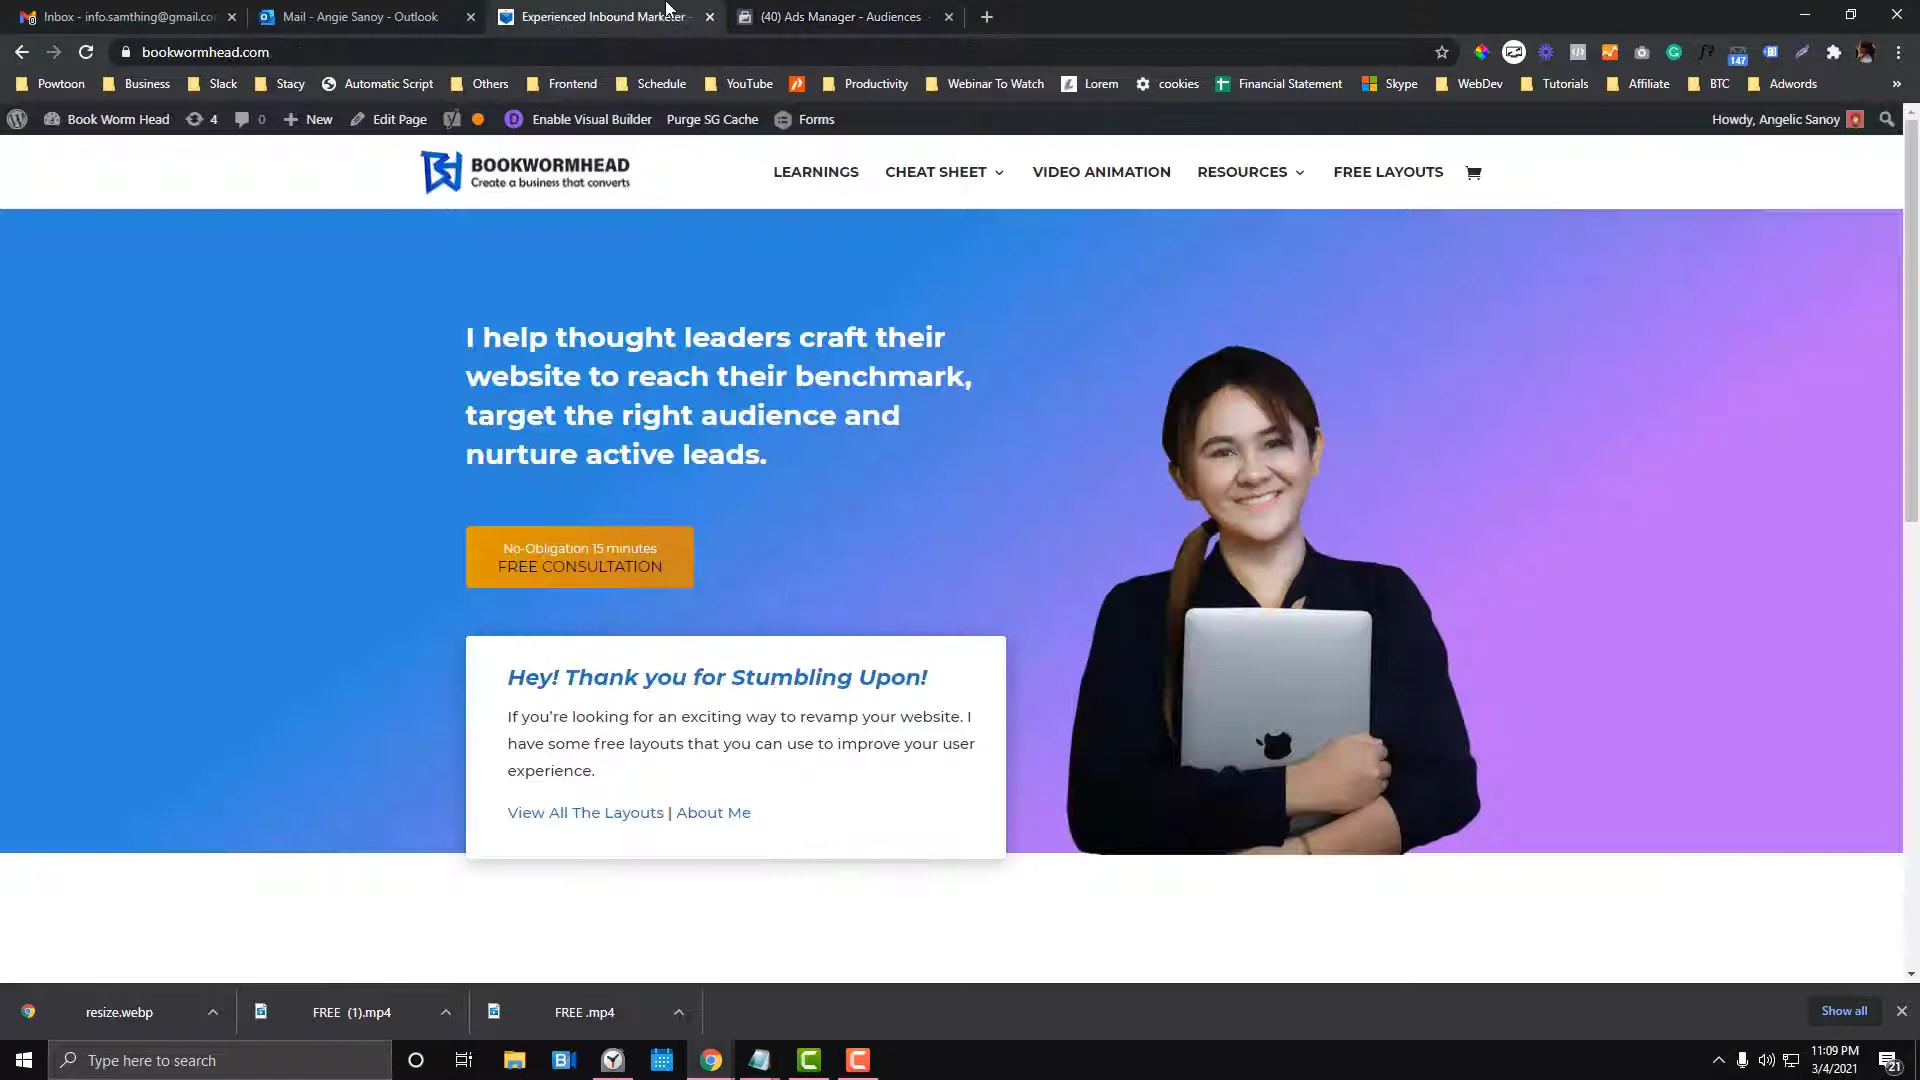 Inbox - info.samthing@gmail.co
Mail - Angie Sanoy - Outlook
Experienced Inbound Marketer
(40) Ads Manager - Audiences
bookwormhead.com
147
Powtoon
Business
Slack
Stacy
Automatic Script
Others
Frontend
Schedule
YouTube
Productivity
Webinar To Watch
Lorem
cookies
Financial Statement
Skype
WebDev
Tutorials
Affiliate
BTC
Adwords
Book Worm Head
4
0
New
Edit Page
Enable Visual Builder
Purge SG Cache
Forms
Howdy, Angelic Sanoy
BOOKWORMHEAD
Create a business that converts
LEARNINGS
CHEAT SHEET
VIDEO ANIMATION
RESOURCES
FREE LAYOUTS
I help thought leaders craft their
website to reach their benchmark,
target the right audience and
nurture active leads.
No-Obligation 15 minutes
FREE CONSULTATION
Hey! Thank you for Stumbling Upon!
If you're looking for an exciting way to revamp your website. I
have some free layouts that you can use to improve your user
experience.
View All The Layouts | About Me
resize.webp
FREE (1).mp4
FREE .mp4
Show all
Type here to search
11:09 PM
3/4/2021
21